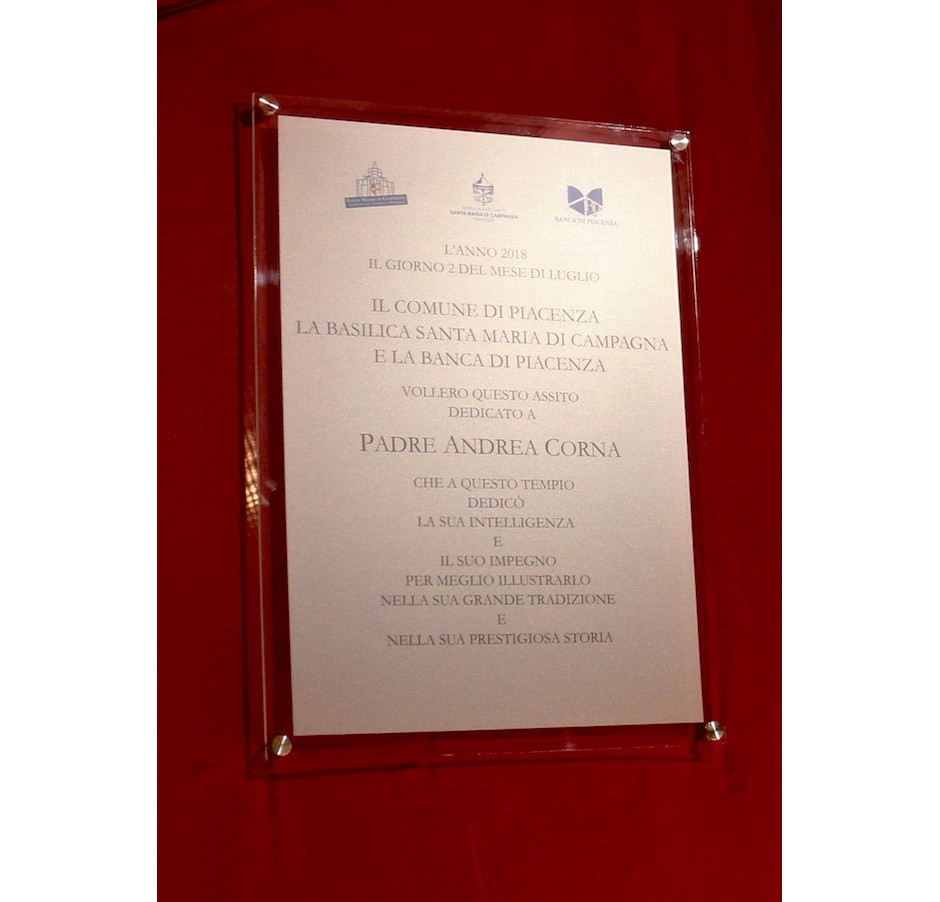 SANTA MARIA DI CAMPAGNA
PIACENZA
BANCA DI PIACENZA
L'ANNO 2018
IL GIORNO 2 DEL MESE DI LUGLIO
IL COMUNE DI PIACENZA
LA BASILICA SANTA MARIA DI CAMPAGNA
E LA BANCA DI PIACENZA
VOLLERO QUESTO ASSITO
DEDICATO A
PADRE ANDREA CORNA
CHE A QUESTO TEMPIO
DEDICÒ
LA SUA INTELLIGENZA
E
IL SUO IMPEGNO
PER MEGLIO ILLUSTRARLO
NELLA SUA GRANDE TRADIZIONE
E
NELLA SUA PRESTIGIOSA STORIA